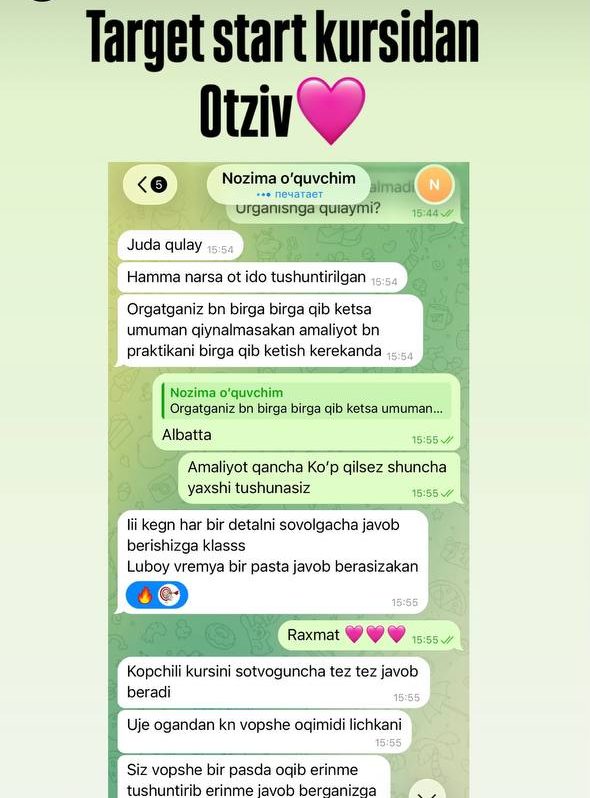 Target start kursidan
Otziv🩷
5
Nozima o‘quvchim
печатает
almadi
N
Urganishga qulaymi?
15:44
Juda qulay 15:54
Hamma narsa ot ido tushuntirilgan 15:54
Orgatganiz bn birga birga qib ketsa
umuman qiynalmasakan amaliyot bn
praktikani birga qib ketish kerekanda 15:54
Nozima o‘quvchim
Orgatganiz bn birga birga qib ketsa umuman...
Albatta
15:55
Amaliyot qancha Ko‘p qilsez shuncha
yaxshi tushunasiz
15:55
Iii kegn har bir detalni sovolgacha javob
berishizga klasss
Luboy vremya bir pasta javob berasizakan
🔥🎯
15:55
Raxmat 🩷🩷🩷 15:55
Kopchili kursini sotvoguncha tez tez javob
beradi
15:55
Uje ogandan kn vopshe oqimidi lichkani
15:55
Siz vopshe bir pasda oqib erinme
tushuntirib erinme javob berganizga